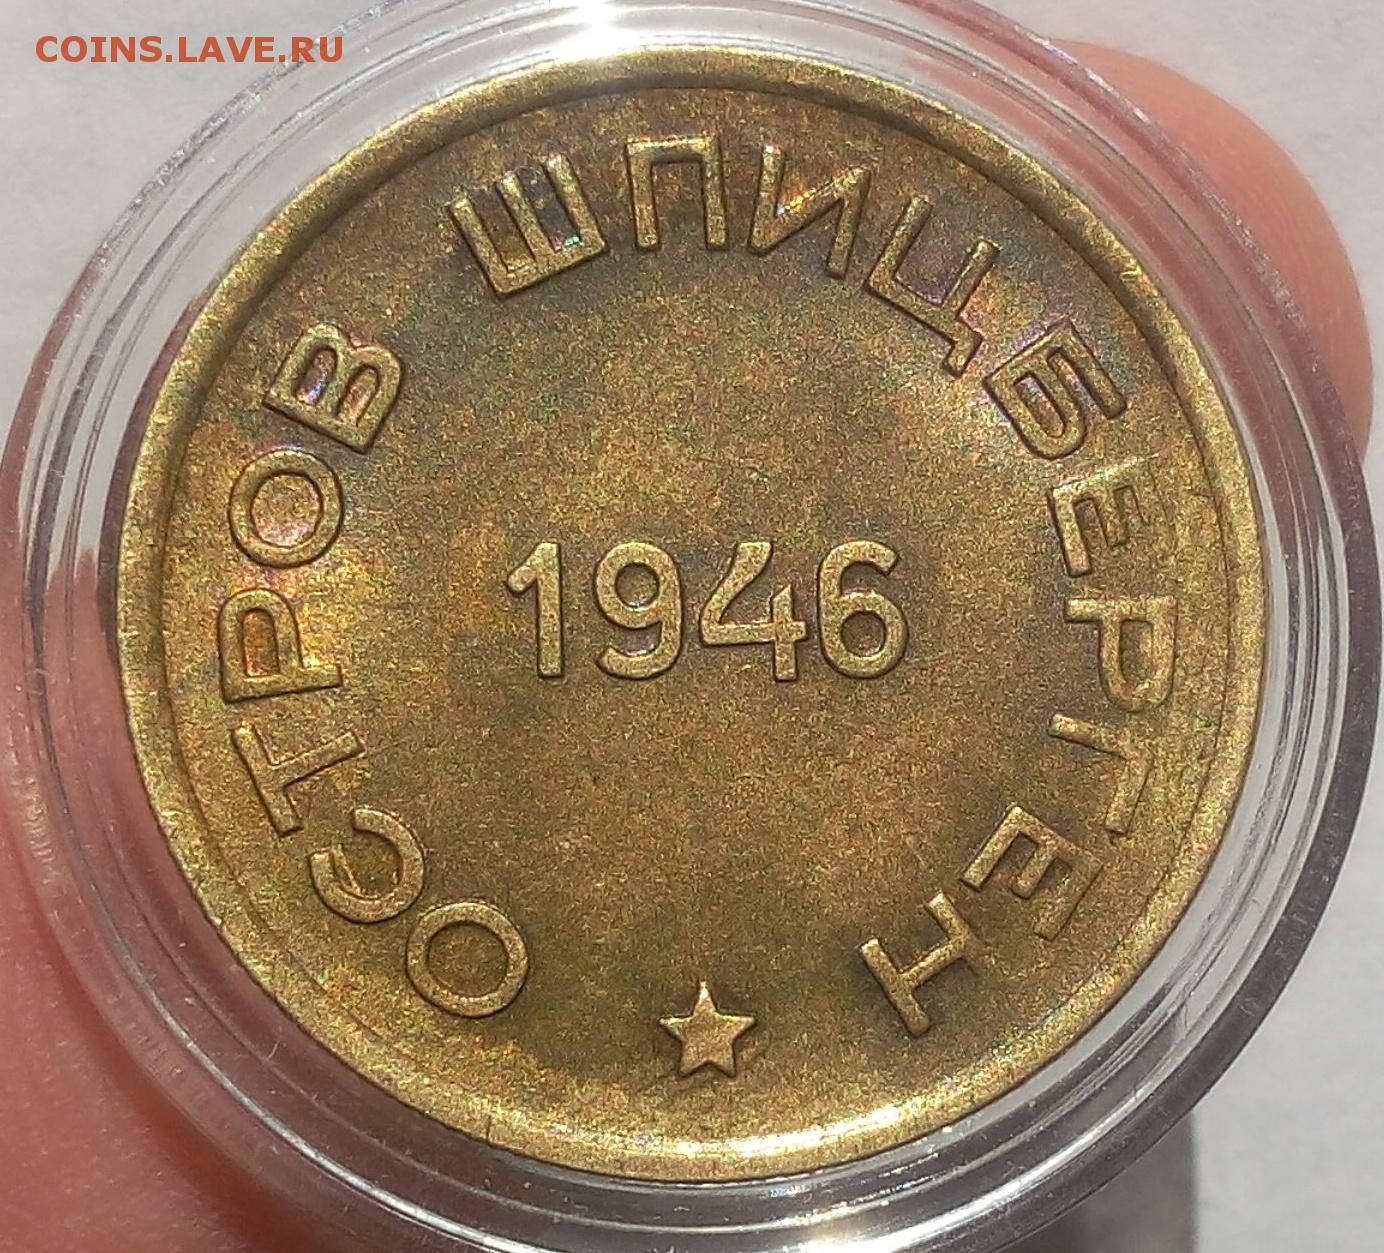 COINS.LAVE.RU
ОСТРОВ ШПИЦБЕРГЕН
1946